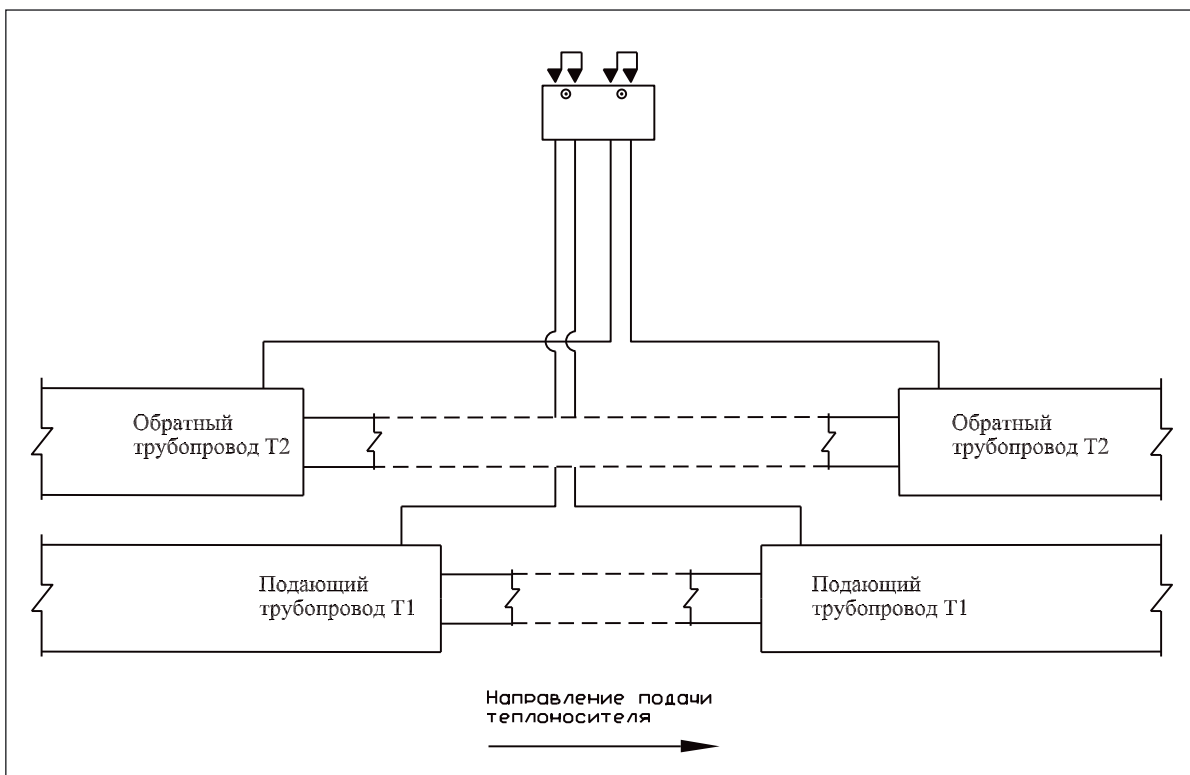 Обратный
трубопровод Т2
Обратный
трубопровод Т2
Подающий
трубопровод Т1
Подающий
трубопровод Т1
Направление подачи
теплоносителя